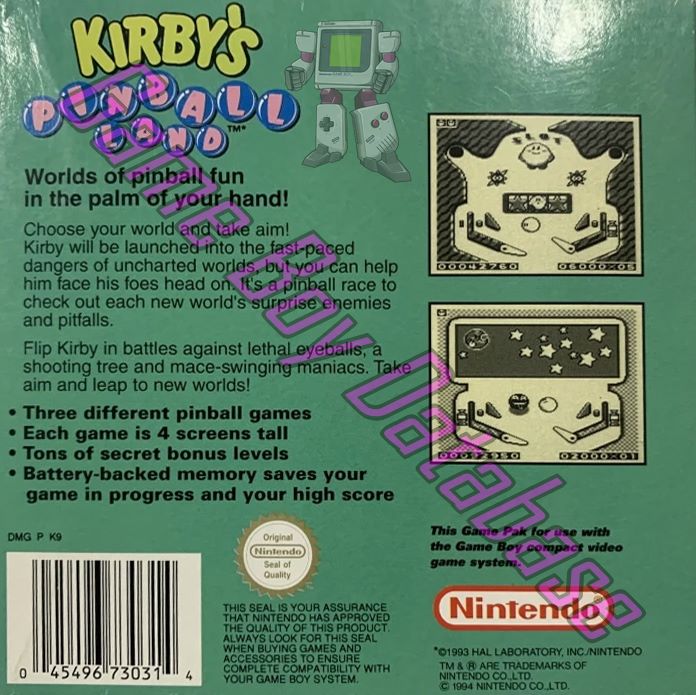 KIRBY'S
PINBALL
LAND™*
Worlds of pinball fun
in the palm of your hand!
Choose your world and take aim!
Kirby will be launched into the fast-paced
dangers of uncharted worlds, but you can help
him face his foes head on. It's a pinball race to
check out each new world's surprise enemies
and pitfalls.
Flip Kirby in battles against lethal eyeballs, a
shooting tree and mace-swinging maniacs. Take
aim and leap to new worlds!
• Three different pinball games
• Each game is 4 screens tall
• Tons of secret bonus levels
• Battery-backed memory saves your
game in progress and your high score
DMG P K9
0 45496 73031 4
Original
Nintendo
Seal of
Quality
THIS SEAL IS YOUR ASSURANCE
THAT NINTENDO HAS APPROVED
THE QUALITY OF THIS PRODUCT.
ALWAYS LOOK FOR THIS SEAL
WHEN BUYING GAMES AND
ACCESSORIES TO ENSURE
COMPLETE COMPATIBILITY WITH
YOUR GAME BOY SYSTEM.
00042760 06000×05
02000×01
This Game Pak for use with
the Game Boy compact video
game system.
Nintendo®
*©1993 HAL LABORATORY, INC./NINTENDO
TM & ® ARE TRADEMARKS OF
NINTENDO CO.,LTD.
© 1994 NINTENDO CO.,LTD.
Game Boy Database